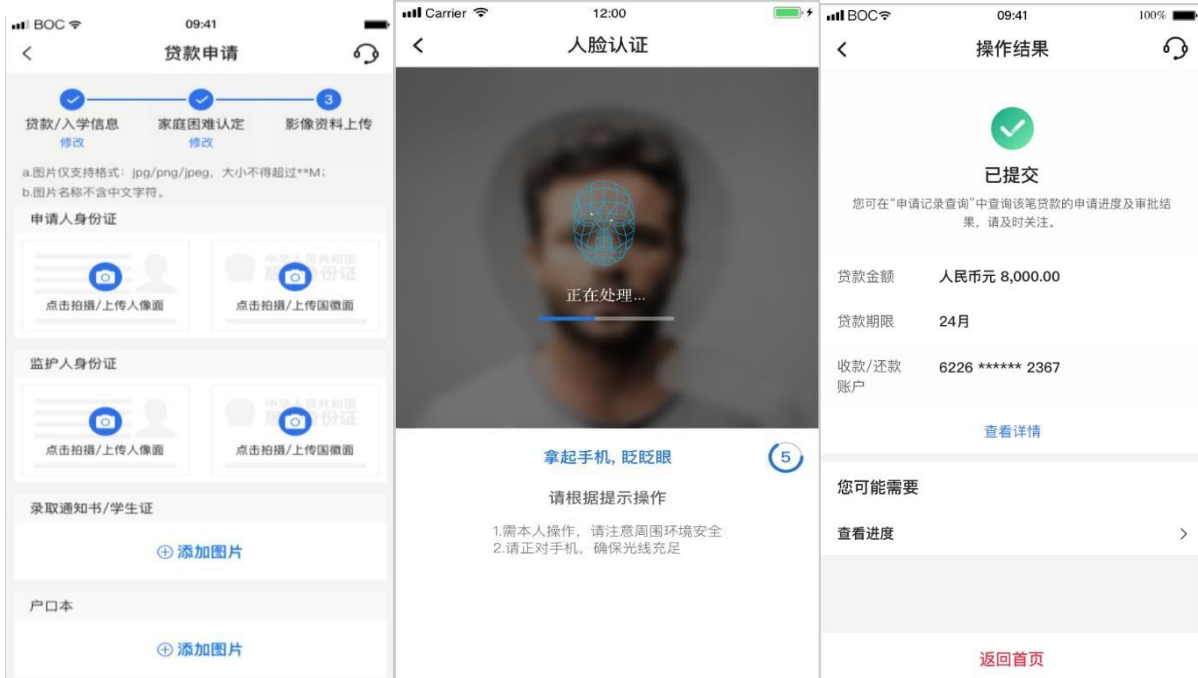 BOC
09:41
贷款申请
3
贷款/入学信息
家庭困难认定
影像资料上传
修改
修改
a.图片仅支持格式：jpg/png/jpeg，大小不得超过**M；
b.图片名称不含中文字符。
申请人身份证
点击拍摄/上传人像面
点击拍摄/上传国徽面
监护人身份证
点击拍摄/上传人像面
点击拍摄/上传国徽面
录取通知书/学生证
添加图片
户口本
添加图片
Carrier
12:00
人脸认证
正在处理...
拿起手机, 眨眨眼
5
请根据提示操作
1.需本人操作，请注意周围环境安全
2.请正对手机，确保光线充足
BOC
09:41
100%
操作结果
已提交
您可在“申请记录查询”中查询该笔贷款的申请进度及审批结
果，请及时关注。
贷款金额
人民币元 8,000.00
贷款期限
24月
收款/还款
账户
6226 ****** 2367
查看详情
您可能需要
查看进度
返回首页